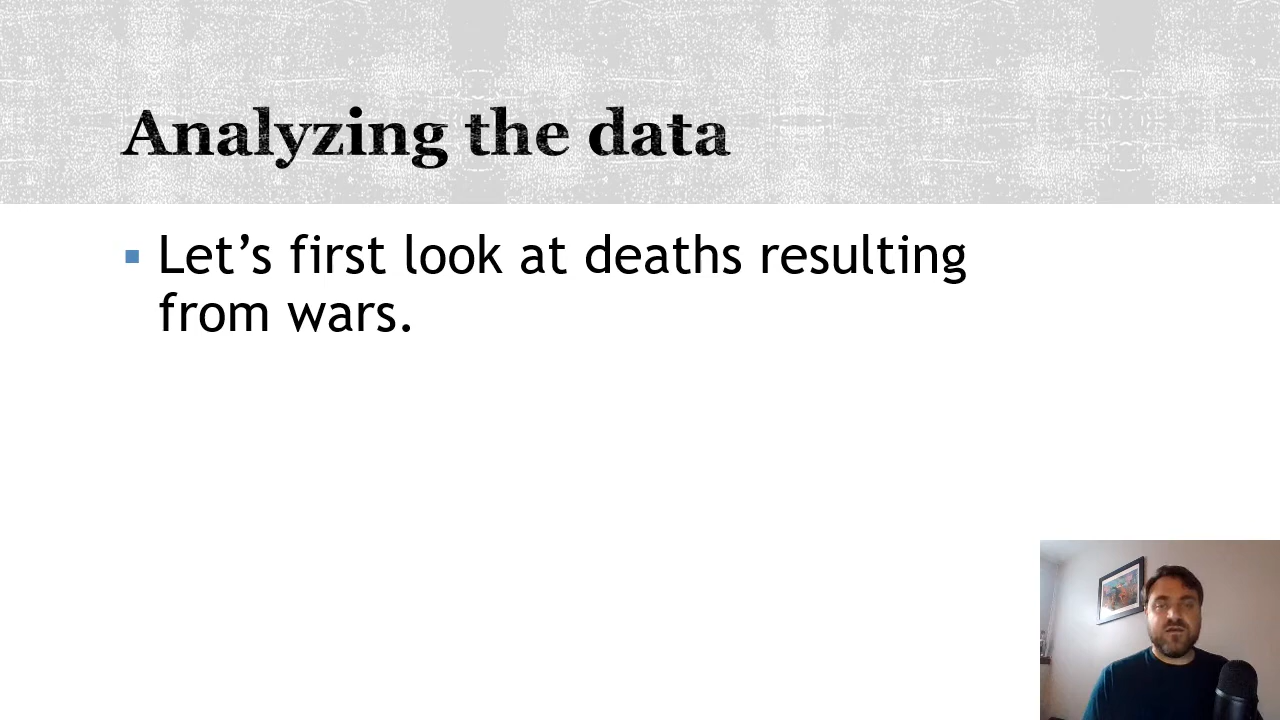 Analyzing the data
▪ Let’s first look at deaths resulting
from wars.